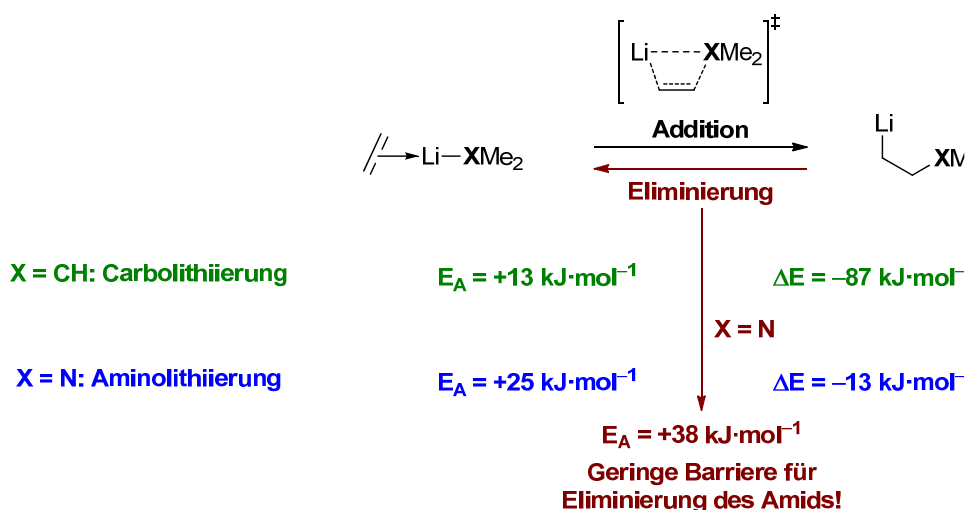 Li XMe2 ‡
Addition
Li XMe2
Li
XM
Eliminierung
X = CH: Carbolithiierung EA = +13 kJ·mol–1 ΔE = –87 kJ·mol–
X = N
X = N: Aminolithiierung EA = +25 kJ·mol–1 ΔE = –13 kJ·mol–
EA = +38 kJ·mol–1
Geringe Barriere für
Eliminierung des Amids!